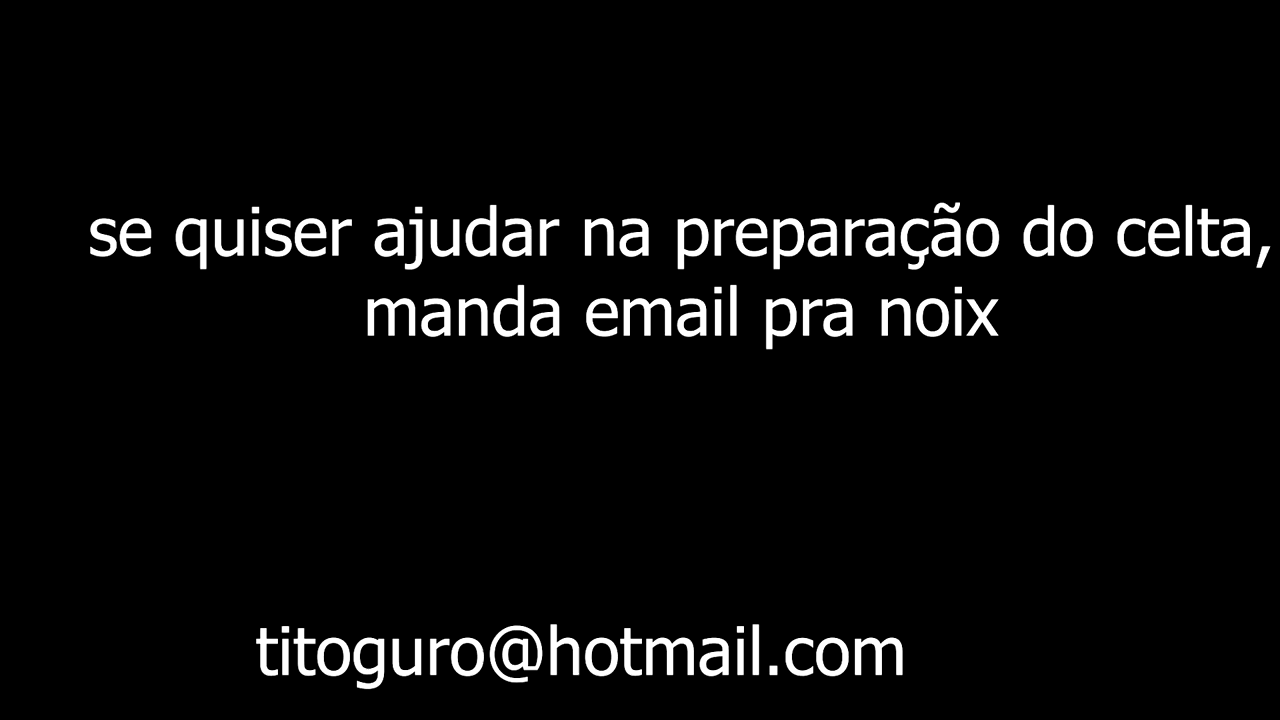 se quiser ajudar na preparação do celta,
manda email pra noix
titoguro@hotmail.com